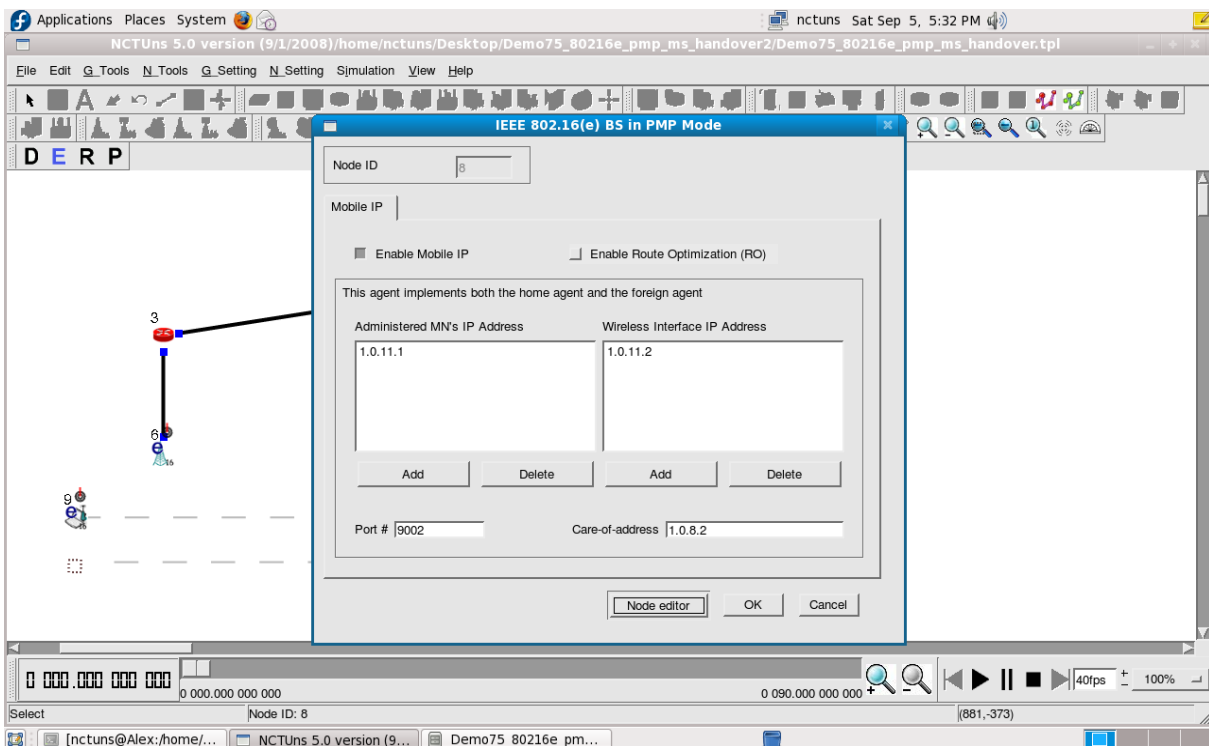 Applications Places System nctuns Sat Sep 5, 5:32 PM
NCTUns 5.0 version (9/1/2008)/home/nctuns/Desktop/Demo75_80216e_pmp_ms_handover2/Demo75_80216e_pmp_ms_handover.tpl
File Edit G_Tools N_Tools G_Setting N_Setting Simulation View Help
A
IEEE 802.16(e) BS in PMP Mode
D E R P
Node ID 8
Mobile IP
Enable Mobile IP Enable Route Optimization (RO)
This agent implements both the home agent and the foreign agent
3
Administered MN's IP Address Wireless Interface IP Address
1.0.11.1 1.0.11.2
6
e
16
Add Delete Add Delete
9
e
16
Port # 9002 Care-of-address 1.0.8.2
Node editor OK Cancel
0 000.000 000 000
0 000.000 000 000 0 090.000 000 000
40fps + - 100%
Select Node ID: 8 (881,-373)
[nctuns@Alex:/home/... NCTUns 5.0 version (9... Demo75_80216e_pm...